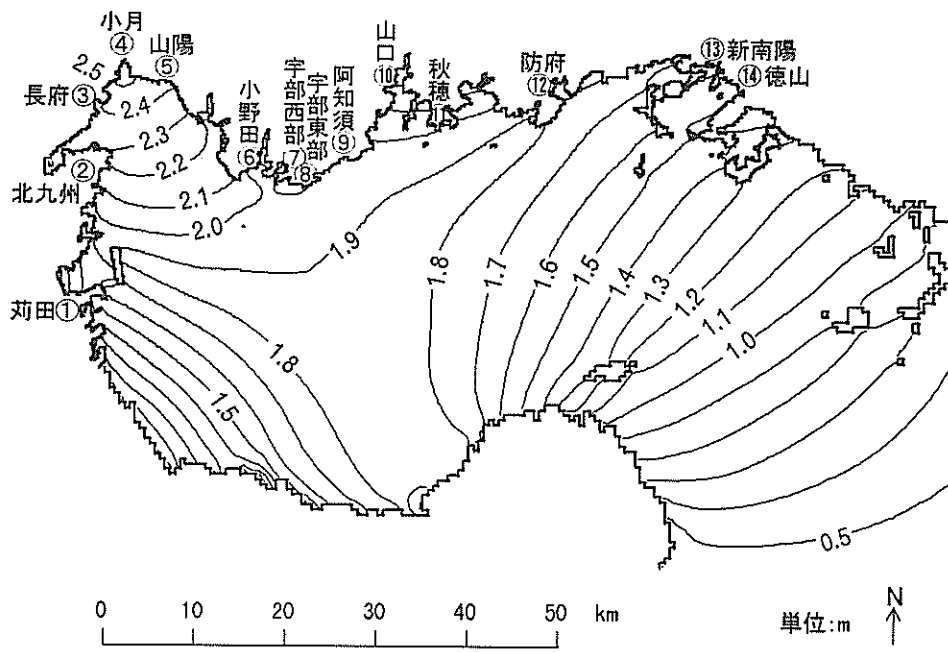 小月
④
山陽
⑤
2.5
長府③
2.4
2.3
2.2
②
北九州
2.1
2.0
小野田
⑥
宇部西部
⑦
宇部東部
⑧
阿知須
⑨
山口
⑩
秋穂
⑪
防府
⑫
⑬新南陽
⑭徳山
1.9
1.8
1.7
1.6
1.5
1.4
1.3
1.2
1.1
1.0
苅田①
1.8
1.5
0.5
0 10 20 30 40 50 km
単位:m
N